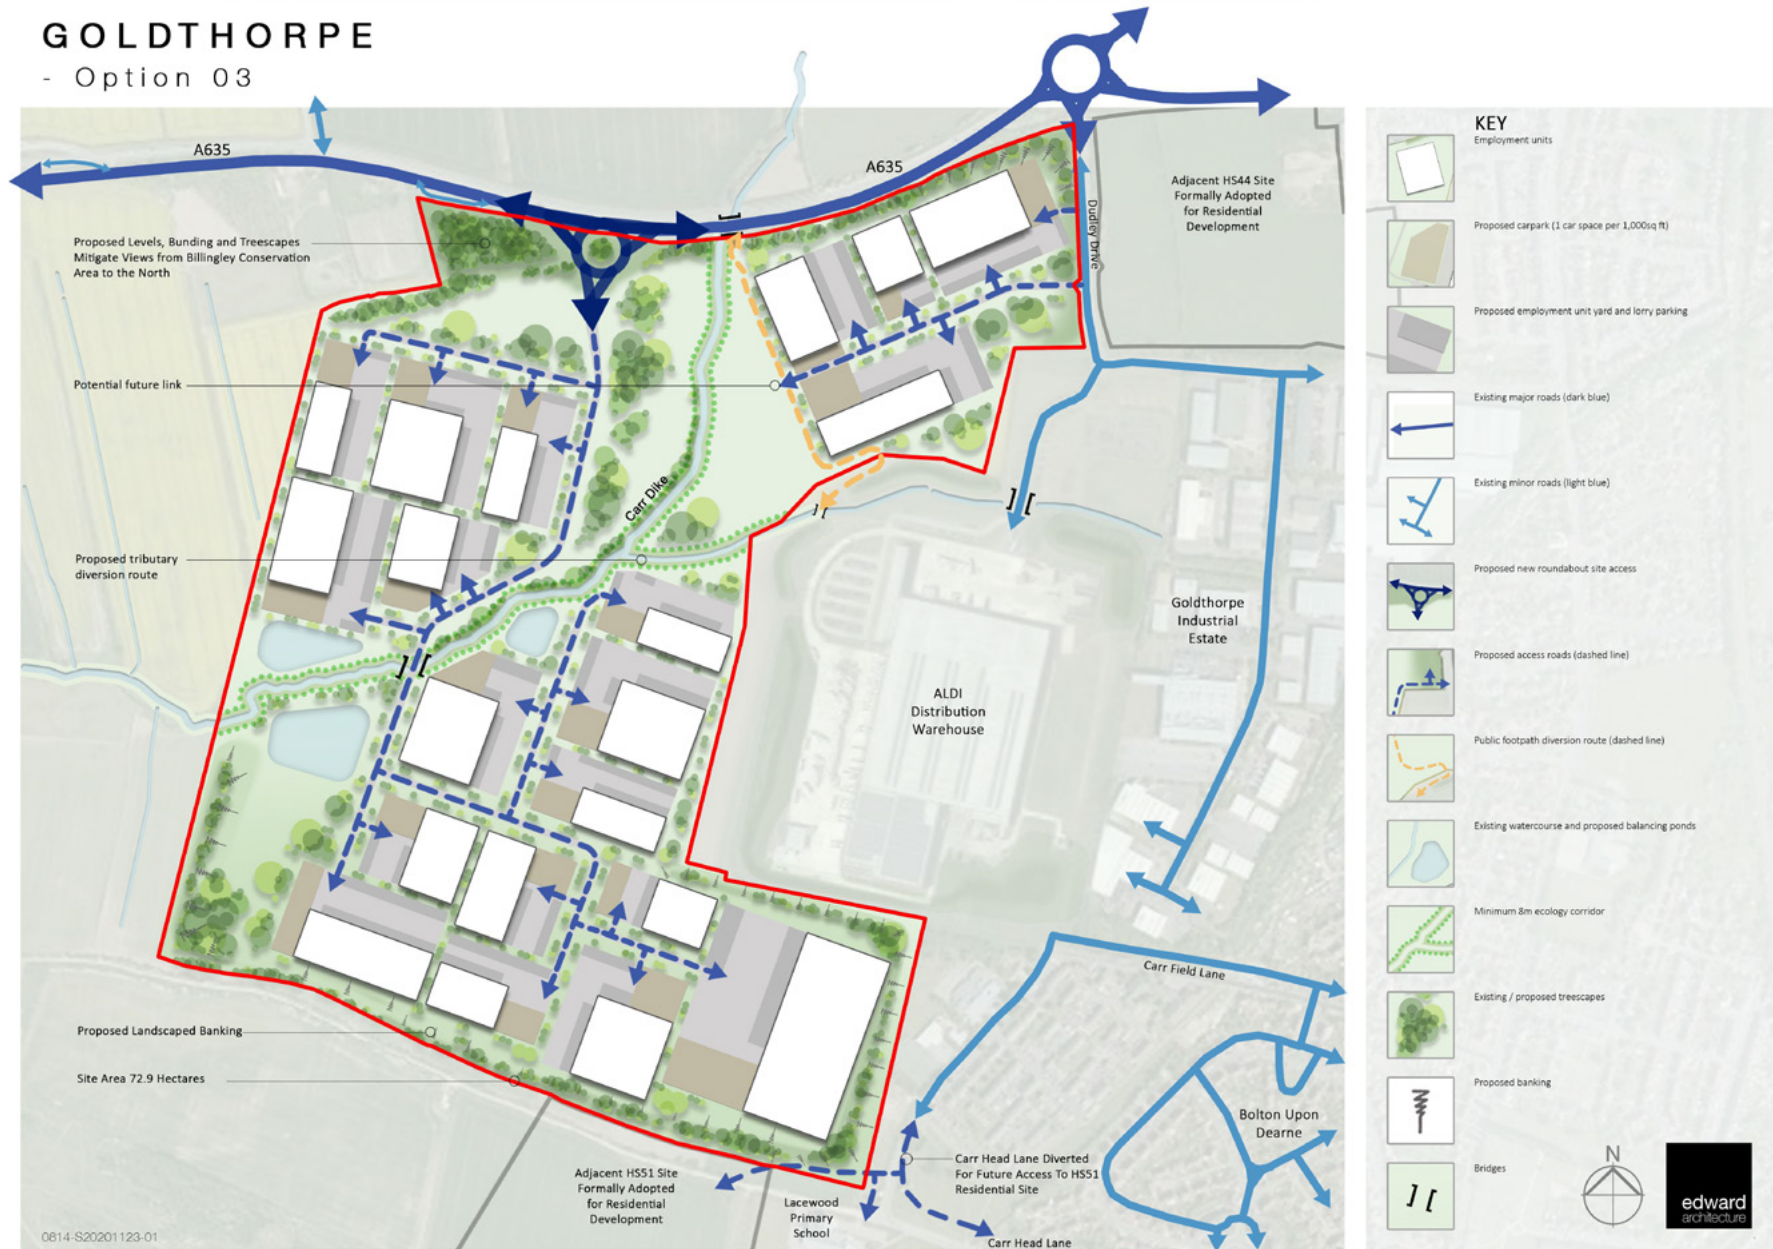 GOLDTHORPE
- Option 03
A635
A635
Dudley Drive
Adjacent HS44 Site
Formally Adopted
for Residential
Development
Proposed Levels, Bunding and Treescapes
Mitigate Views from Billingley Conservation
Area to the North
Potential future link
Carr Dike
Proposed tributary
diversion route
Goldthorpe
Industrial
Estate
ALDI
Distribution
Warehouse
Carr Field Lane
Proposed Landscaped Banking
Site Area 72.9 Hectares
Bolton Upon
Dearne
Adjacent HS51 Site
Formally Adopted
for Residential
Development
Lacewood
Primary
School
Carr Head Lane Diverted
For Future Access To HS51
Residential Site
Carr Head Lane
0814-S20201123-01
KEY
Employment units
Proposed carpark (1 car space per 1,000sq ft)
Proposed employment unit yard and lorry parking
Existing major roads (dark blue)
Existing minor roads (light blue)
Proposed new roundabout site access
Proposed access roads (dashed line)
Public footpath diversion route (dashed line)
Existing watercourse and proposed balancing ponds
Minimum 8m ecology corridor
Existing / proposed treescapes
Proposed banking
Bridges
N
edward
architecture